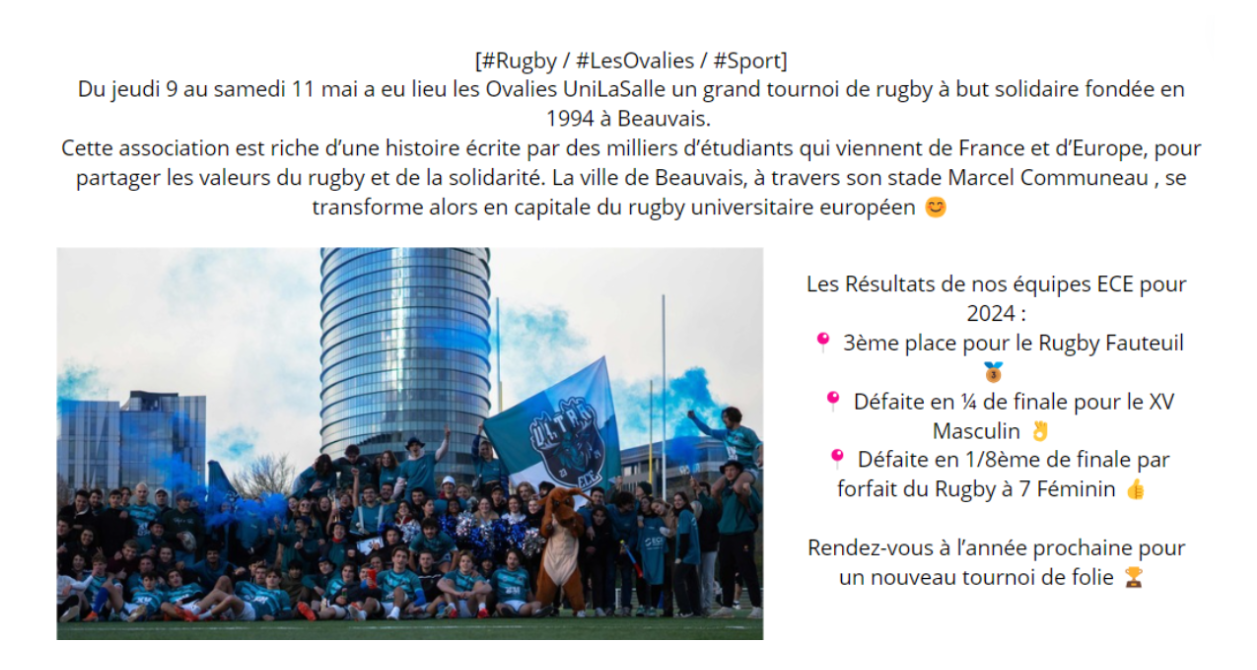 [#Rugby / #LesOvalies / #Sport]
Du jeudi 9 au samedi 11 mai a eu lieu les Ovalies UniLaSalle un grand tournoi de rugby à but solidaire fondée en
1994 à Beauvais.
Cette association est riche d’une histoire écrite par des milliers d’étudiants qui viennent de France et d’Europe, pour
partager les valeurs du rugby et de la solidarité. La ville de Beauvais, à travers son stade Marcel Communeau , se
transforme alors en capitale du rugby universitaire européen 😊
ULTRA
ECE
Les Résultats de nos équipes ECE pour
2024 :
📍 3ème place pour le Rugby Fauteuil
🥉
📍 Défaite en ¼ de finale pour le XV
Masculin 👌
📍 Défaite en 1/8ème de finale par
forfait du Rugby à 7 Féminin 👍
Rendez-vous à l’année prochaine pour
un nouveau tournoi de folie 🏆